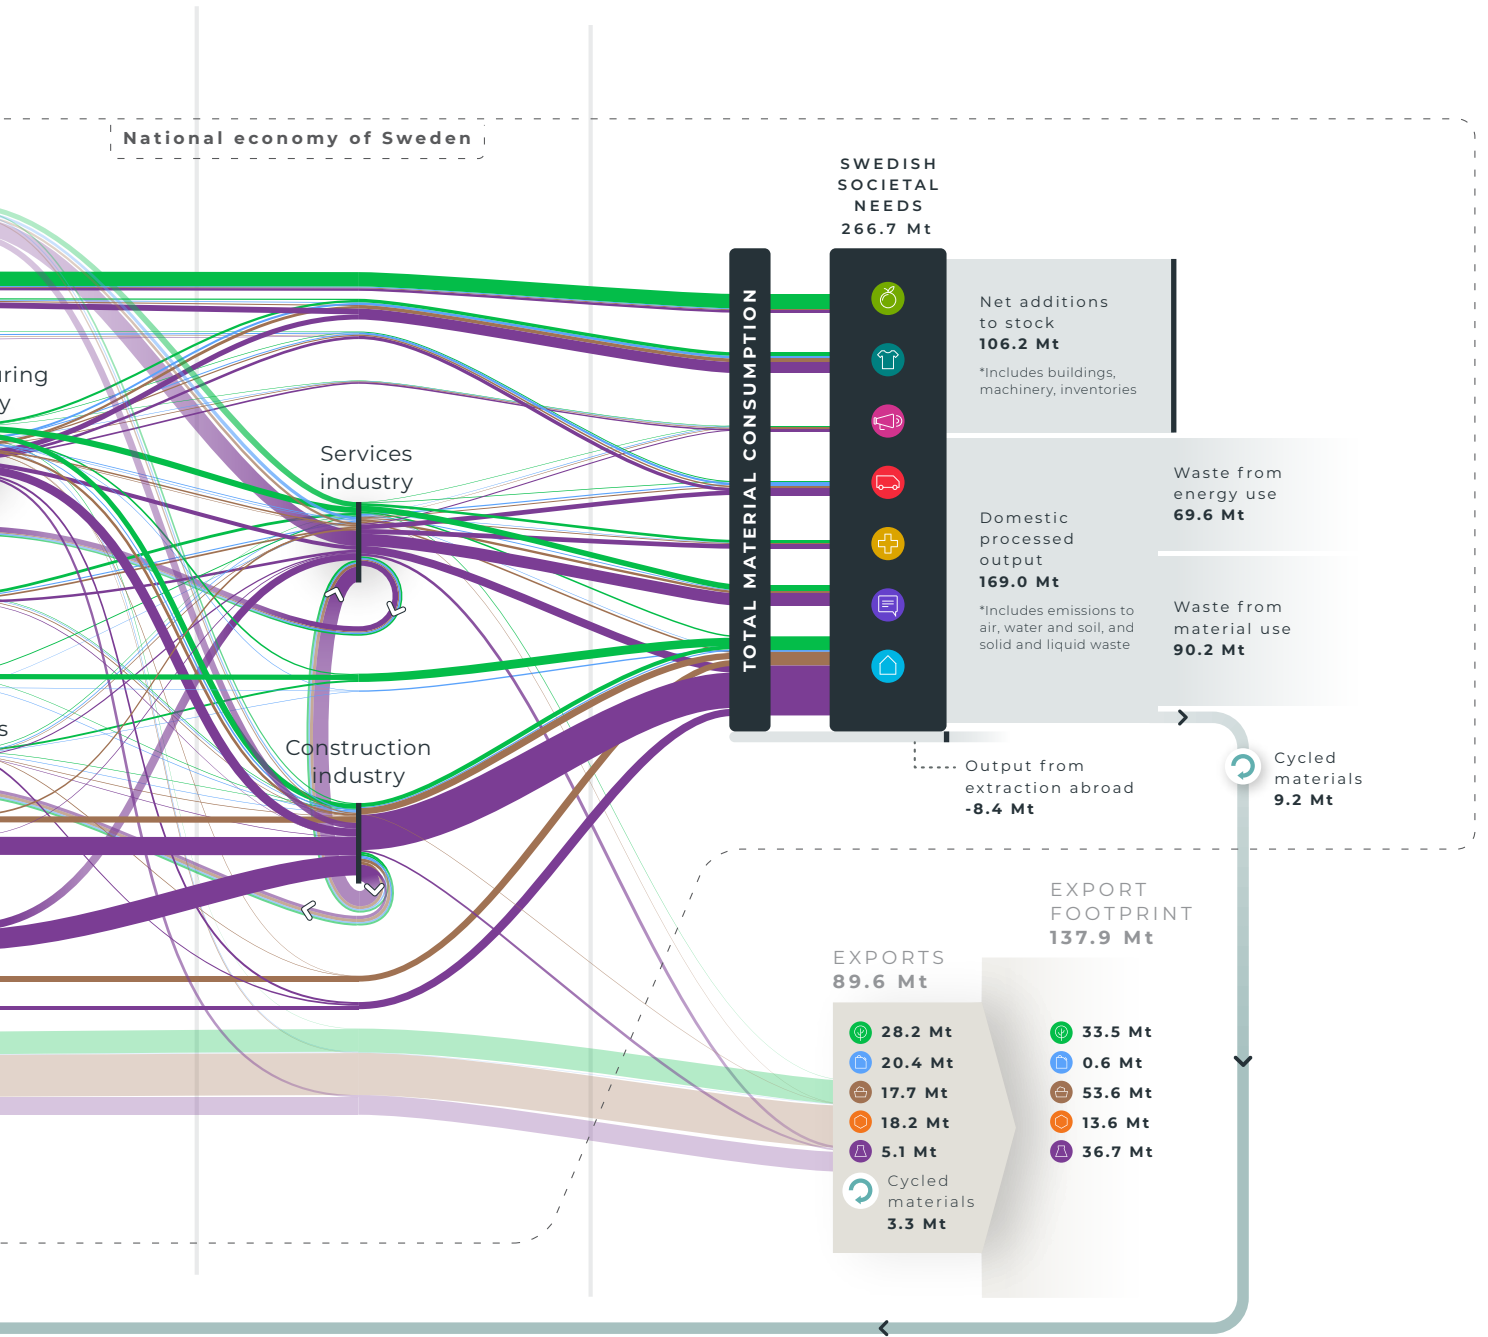 National economy of Sweden
SWEDISH
SOCIETAL
NEEDS
266.7 Mt
TOTAL MATERIAL CONSUMPTION
Net additions
to stock
106.2 Mt
*Includes buildings,
machinery, inventories
uring
y
Services
industry
Waste from
energy use
69.6 Mt
Domestic
processed
output
169.0 Mt
*Includes emissions to
air, water and soil, and
solid and liquid waste
Waste from
material use
90.2 Mt
s
Construction
industry
Output from
extraction abroad
-8.4 Mt
Cycled
materials
9.2 Mt
EXPORTS
89.6 Mt
28.2 Mt
20.4 Mt
17.7 Mt
18.2 Mt
5.1 Mt
Cycled
materials
3.3 Mt
EXPORT
FOOTPRINT
137.9 Mt
33.5 Mt
0.6 Mt
53.6 Mt
13.6 Mt
36.7 Mt